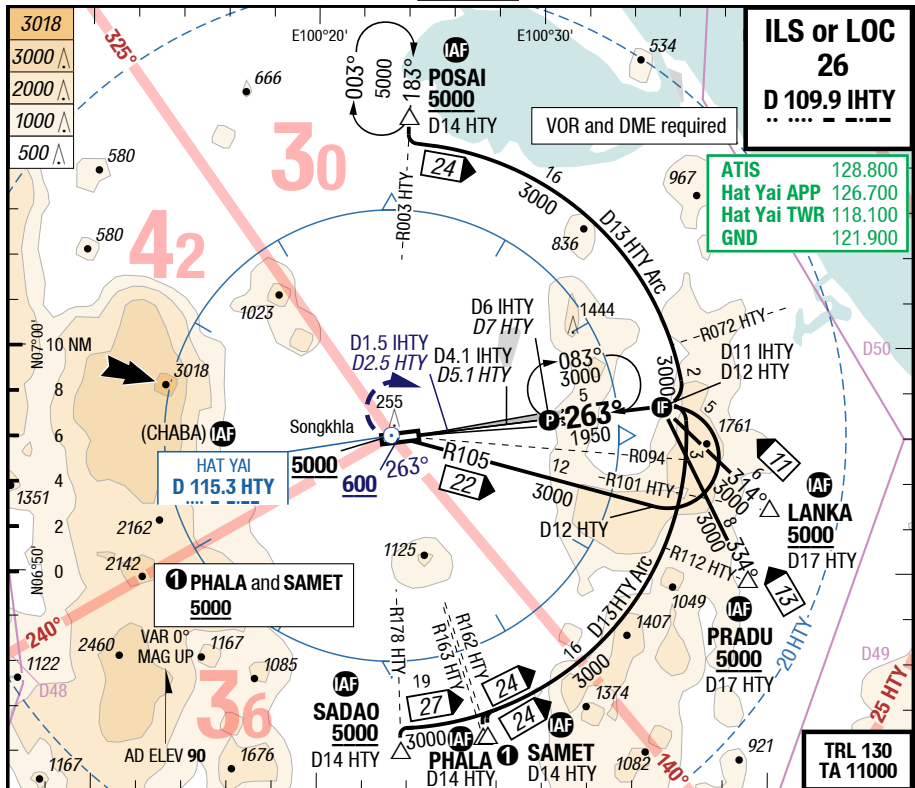 3018
3000
2000
1000
500
325°
E100°20'
E100°30'
ILS or LOC
26
D 109.9 IHTY
VOR and DME required
ATIS 128.800
Hat Yai APP 126.700
Hat Yai TWR 118.100
GND 121.900
IAF
POSAI
5000
D14 HTY
003°
5000
183°
24
16
3000
D13 HTY Arc
R003 HTY
666
534
580
580
967
836
30
42
1023
1444
N07°00'
10 NM
8
6
4
2
0
N06°50'
3018
D6 IHTY
D7 HTY
D1.5 IHTY
D2.5 HTY
D4.1 IHTY
D5.1 HTY
083°
3000
5
P
263°
1950
IF
R072 HTY
D11 IHTY
D12 HTY
D50
2
3000
5
1761
3
255
Songkhla
(CHABA) IAF
5000
600
263°
HAT YAI
D 115.3 HTY
R105
22
12
3000
R094
R101 HTY
D12 HTY
6
3000
314°
11
IAF
LANKA
5000
D17 HTY
8
3000
334°
13
R112 HTY
IAF
PRADU
5000
D17 HTY
1351
2162
2142
1125
1 PHALA and SAMET
5000
240°
VAR 0°
MAG UP
2460
1167
1122
1085
D48
36
AD ELEV 90
1167
1676
R178 HTY
R163 HTY
R162 HTY
D13HTY Arc
16
3000
1049
1407
1374
1082
921
20 HTY
D49
25 HTY
140°
IAF
SADAO
5000
D14 HTY
19
27
3000
24
24
IAF
PHALA 1
D14 HTY
IAF
SAMET
D14 HTY
TRL 130
TA 11000